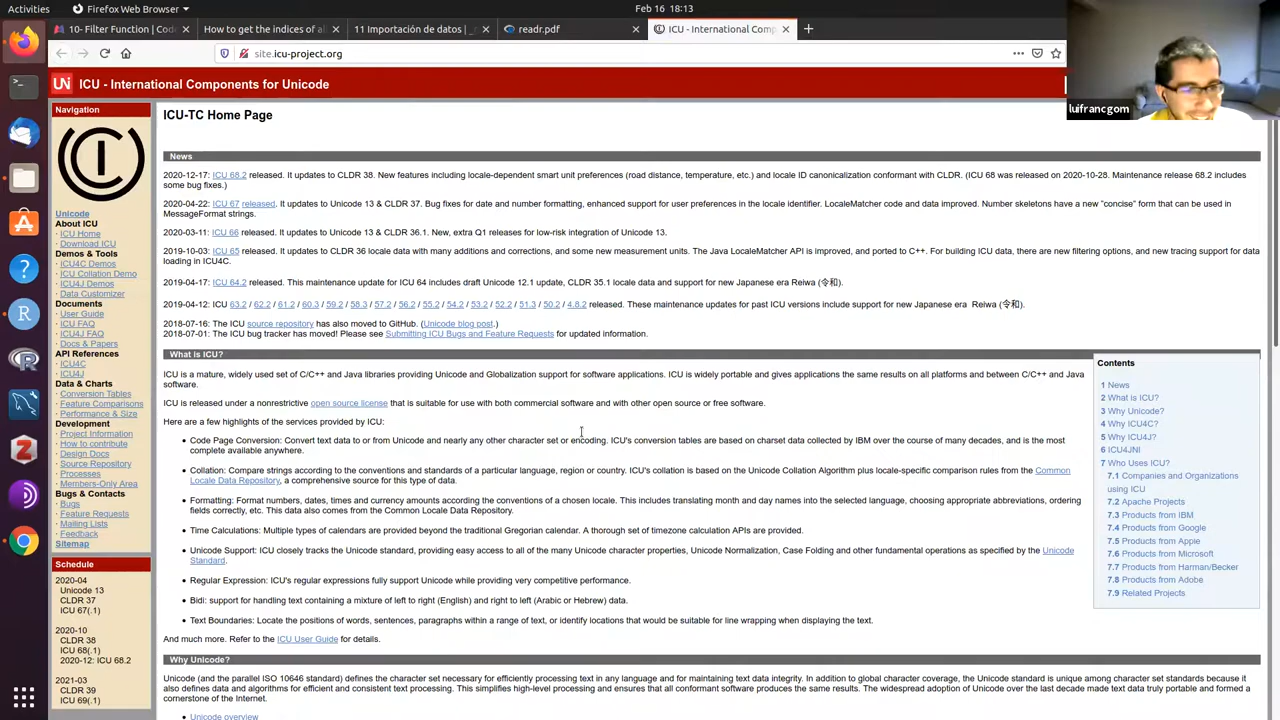 Activities
Firefox Web Browser
Feb 16 18:13
10- Filter Function | Cod
How to get the indices of al
11 Importación de datos | _
readr.pdf
ICU - International Comp
site.icu-project.org
luifrancgom
UN
ICU - International Components for Unicode
Navigation
Unicode
About ICU
· ICU Home
· Download ICU
Demos & Tools
· ICU4C Demos
· ICU Collation Demo
· ICU4J Demos
· Data Customizer
Documents
· User Guide
· ICU FAQ
· ICU4J FAQ
· Docs & Papers
API References
· ICU4C
· ICU4J
Data & Charts
· Conversion Tables
· Feature Comparisons
· Performance & Size
Development
· Project Information
· How to contribute
· Design Docs
· Source Repository
· Processes
· Members-Only Area
Bugs & Contacts
· Bugs
· Feature Requests
· Mailing Lists
· Feedback
Sitemap
Schedule
2020-04
Unicode 13
CLDR 37
ICU 67(.1)
2020-10
CLDR 38
ICU 68(.1)
2020-12: ICU 68.2
2021-03
CLDR 39
ICU 69(.1)
ICU-TC Home Page
News
2020-12-17: ICU 68.2 released. It updates to CLDR 38. New features including locale-dependent smart unit preferences (road distance, temperature, etc.) and locale ID canonicalization conformant with CLDR. (ICU 68 was released on 2020-10-28. Maintenance release 68.2 includes
some bug fixes.)
2020-04-22: ICU 67 released. It updates to Unicode 13 & CLDR 37. Bug fixes for date and number formatting, enhanced support for user preferences in the locale identifier. LocaleMatcher code and data improved. Number skeletons have a new "concise" form that can be used in
MessageFormat strings.
2020-03-11: ICU 66 released. It updates to Unicode 13 & CLDR 36.1. New, extra Q1 releases for low-risk integration of Unicode 13.
2019-10-03: ICU 65 released. It updates to CLDR 36 locale data with many additions and corrections, and some new measurement units. The Java LocaleMatcher API is improved, and ported to C++. For building ICU data, there are new filtering options, and new tracing support for data
loading in ICU4C.
2019-04-17: ICU 64.2 released. This maintenance update for ICU 64 includes draft Unicode 12.1 update, CLDR 35.1 locale data and support for new Japanese era Reiwa (令和).
2019-04-12: ICU 63.2 / 62.2 / 61.2 / 60.3 / 59.2 / 58.3 / 57.2 / 56.2 / 55.2 / 54.2 / 53.2 / 52.2 / 51.3 / 50.2 / 4.8.2 released. These maintenance updates for past ICU versions include support for new Japanese era Reiwa (令和).
2018-07-16: The ICU source repository has also moved to GitHub. (Unicode blog post.)
2018-07-01: The ICU bug tracker has moved! Please see Submitting ICU Bugs and Feature Requests for updated information.
What is ICU?
ICU is a mature, widely used set of C/C++ and Java libraries providing Unicode and Globalization support for software applications. ICU is widely portable and gives applications the same results on all platforms and between C/C++ and Java
software.
ICU is released under a nonrestrictive open source license that is suitable for use with both commercial software and with other open source or free software.
Here are a few highlights of the services provided by ICU:
• Code Page Conversion: Convert text data to or from Unicode and nearly any other character set or encoding. ICU's conversion tables are based on charset data collected by IBM over the course of many decades, and is the most
complete available anywhere.
• Collation: Compare strings according to the conventions and standards of a particular language, region or country. ICU's collation is based on the Unicode Collation Algorithm plus locale-specific comparison rules from the Common
Locale Data Repository, a comprehensive source for this type of data.
• Formatting: Format numbers, dates, times and currency amounts according the conventions of a chosen locale. This includes translating month and day names into the selected language, choosing appropriate abbreviations, ordering
fields correctly, etc. This data also comes from the Common Locale Data Repository.
• Time Calculations: Multiple types of calendars are provided beyond the traditional Gregorian calendar. A thorough set of timezone calculation APIs are provided.
• Unicode Support: ICU closely tracks the Unicode standard, providing easy access to all of the many Unicode character properties, Unicode Normalization, Case Folding and other fundamental operations as specified by the Unicode
Standard.
• Regular Expression: ICU's regular expressions fully support Unicode while providing very competitive performance.
• Bidi: support for handling text containing a mixture of left to right (English) and right to left (Arabic or Hebrew) data.
• Text Boundaries: Locate the positions of words, sentences, paragraphs within a range of text, or identify locations that would be suitable for line wrapping when displaying the text.
And much more. Refer to the ICU User Guide for details.
Contents
1 News
2 What is ICU?
3 Why Unicode?
4 Why ICU4C?
5 Why ICU4J?
6 ICU4JNI
7 Who Uses ICU?
7.1 Companies and Organizations
using ICU
7.2 Apache Projects
7.3 Products from IBM
7.4 Products from Google
7.5 Products from Apple
7.6 Products from Microsoft
7.7 Products from Harman/Becker
7.8 Products from Adobe
7.9 Related Projects
Why Unicode?
Unicode (and the parallel ISO 10646 standard) defines the character set necessary for efficiently processing text in any language and for maintaining text data integrity. In addition to global character coverage, the Unicode standard is unique among character set standards because it
also defines data and algorithms for efficient and consistent text processing. This simplifies high-level processing and ensures that all conformant software produces the same results. The widespread adoption of Unicode over the last decade made text data truly portable and formed a
cornerstone of the Internet.
• Unicode overview